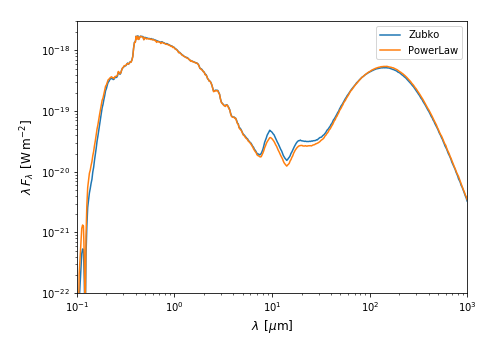 Zubko
PowerLaw
10⁻¹⁸
10⁻¹⁹
10⁻²⁰
10⁻²¹
10⁻²²
λ F_λ [W m⁻²]
10⁻¹ 10⁰ 10¹ 10² 10³
λ [μm]